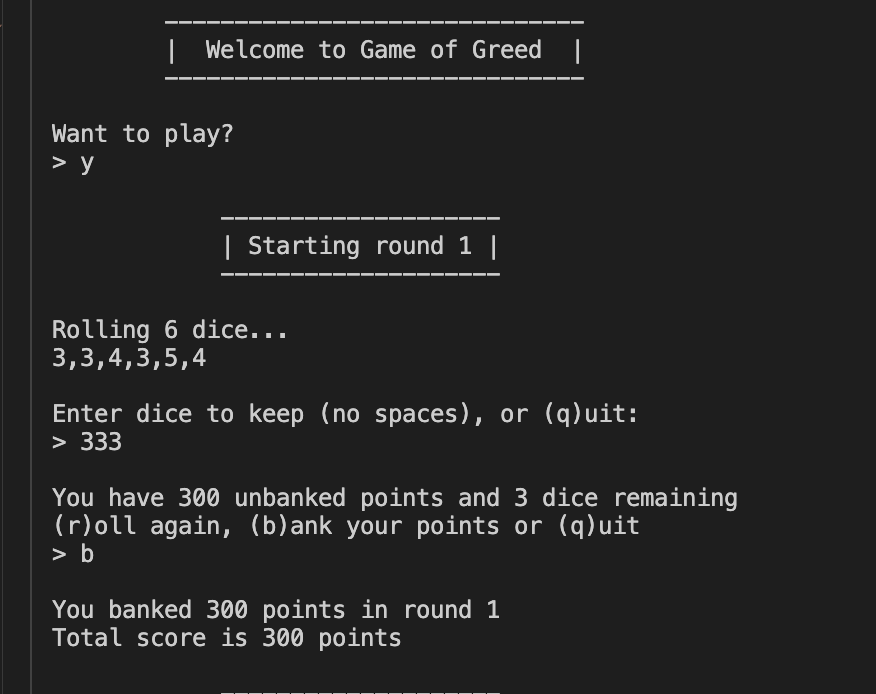 ------------------------------
|  Welcome to Game of Greed  |
------------------------------
Want to play?
> y
--------------------
| Starting round 1 |
--------------------
Rolling 6 dice...
3,3,4,3,5,4
Enter dice to keep (no spaces), or (q)uit:
> 333
You have 300 unbanked points and 3 dice remaining
(r)oll again, (b)ank your points or (q)uit
> b
You banked 300 points in round 1
Total score is 300 points
--------------------